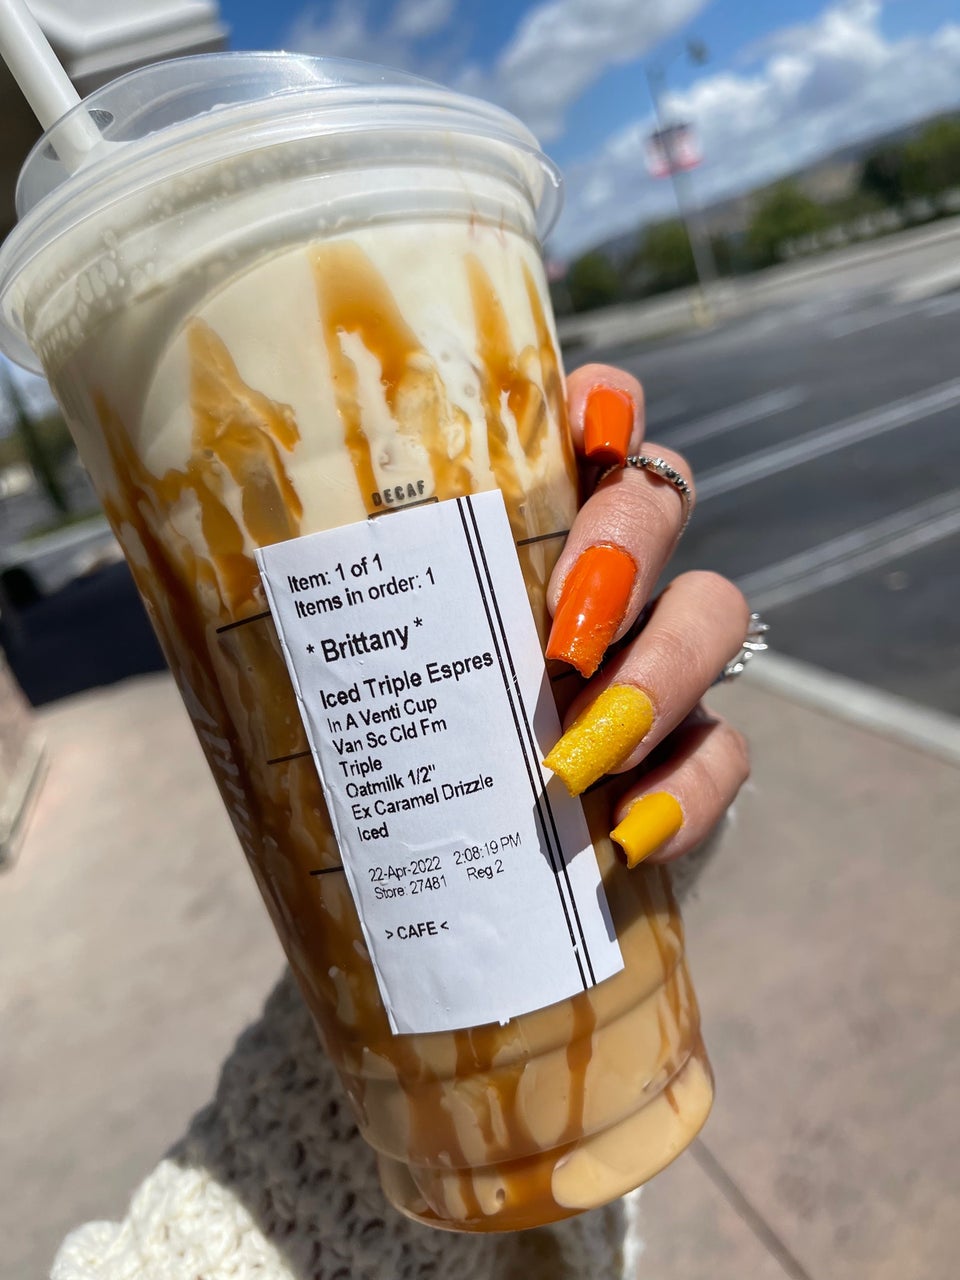 DECAF
Item: 1 of 1
Items in order: 1
* Brittany *
Iced Triple Espres
In A Venti Cup
Van Sc Cld Fm
Triple
Oatmilk 1/2"
Ex Caramel Drizzle
Iced
22-Apr-2022 2:08:19 PM
Store: 27481 Reg 2
> CAFE <